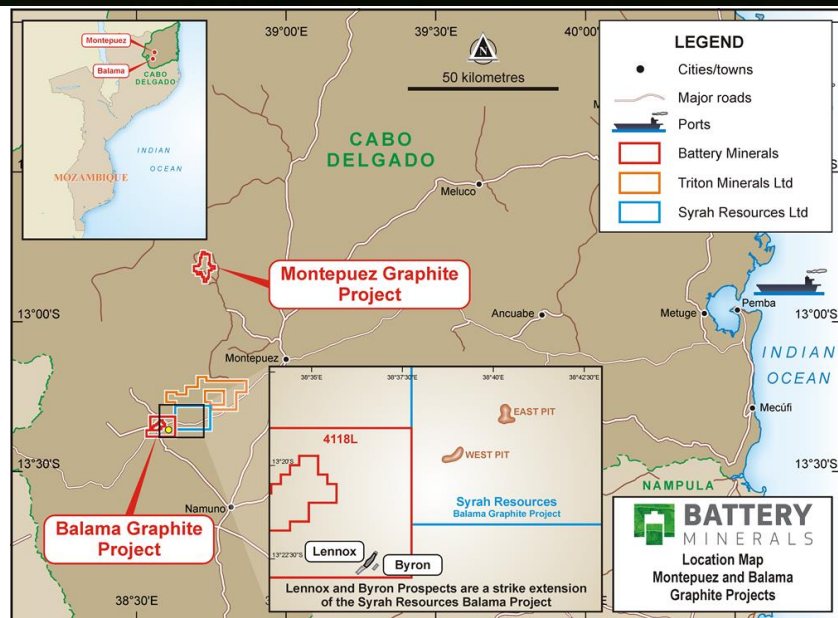 39°00'E
39°30'E
40°00'E
Montepuez
Balama
CABO
DELGADO
INDIAN
OCEAN
MOZAMBIQUE
N
50 kilometres
LEGEND
Cities/towns
Major roads
Ports
Battery Minerals
Triton Minerals Ltd
Syrah Resources Ltd
CABO
DELGADO
Meluco
Montepuez Graphite
Project
13°00'S
Ancuabe
Metuge
Pemba
13°00'S
Montepuez
INDIAN
OCEAN
Mecúfi
13°30'S
13°30'S
NAMPULA
Namuno
Balama Graphite
Project
38°35'E
38°37'30"E
38°40'E
38°42'30"E
4118L
EAST PIT
WEST PIT
13°20'S
Syrah Resources
Balama Graphite Project
13°22'30"S
Lennox
Byron
Lennox and Byron Prospects are a strike extension
of the Syrah Resources Balama Project
BATTERY
MINERALS
Location Map
Montepuez and Balama
Graphite Projects
38°30'E
39°00'E